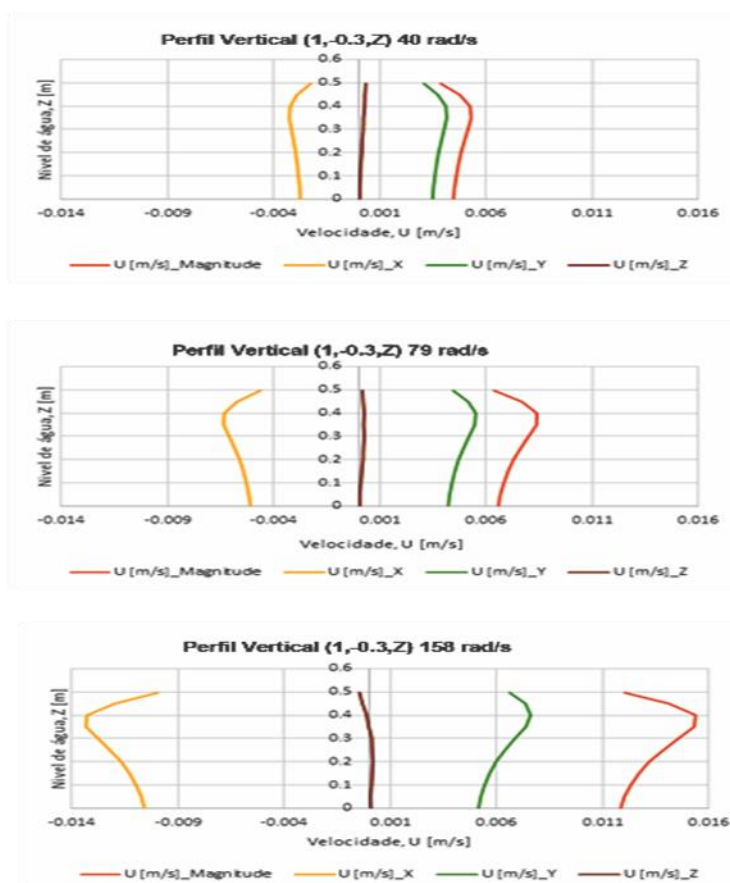 Perfil Vertical (1,-0.3,Z) 40 rad/s
Nivel de água, Z [m]
0.6
0.5
0.4
0.3
0.2
0.1
0
-0.014 -0.009 -0.004 0.001 0.006 0.011 0.016
Velocidade, U [m/s]
U [m/s]_Magnitude U [m/s]_X U [m/s]_Y U [m/s]_Z
Perfil Vertical (1,-0.3,Z) 79 rad/s
Nivel de água, Z [m]
0.6
0.5
0.4
0.3
0.2
0.1
0
-0.014 -0.009 -0.004 0.001 0.006 0.011 0.016
Velocidade, U [m/s]
U [m/s]_Magnitude U [m/s]_X U [m/s]_Y U [m/s]_Z
Perfil Vertical (1,-0.3,Z) 158 rad/s
Nivel de água, Z [m]
0.6
0.5
0.4
0.3
0.2
0.1
0
-0.014 -0.009 -0.004 0.001 0.006 0.011 0.016
Velocidade, U [m/s]
U [m/s]_Magnitude U [m/s]_X U [m/s]_Y U [m/s]_Z